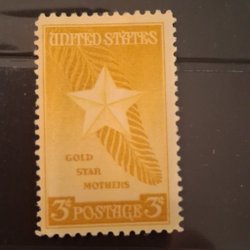 UNITED STATES
GOLD
STAR
MOTHERS
3¢ POSTAGE 3¢